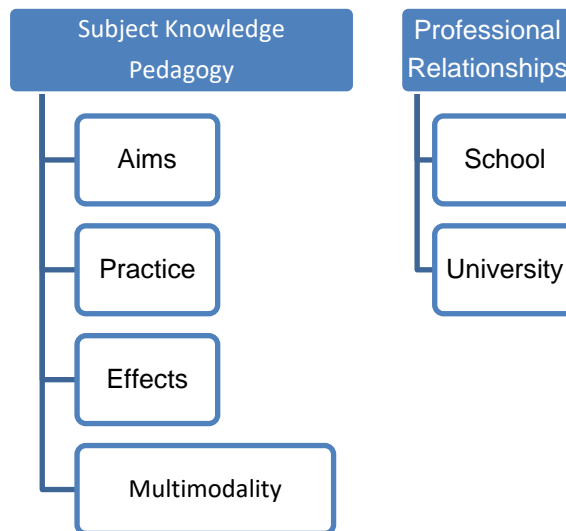 Subject Knowledge
Pedagogy
Aims
Practice
Effects
Multimodality
Professional
Relationships
School
University